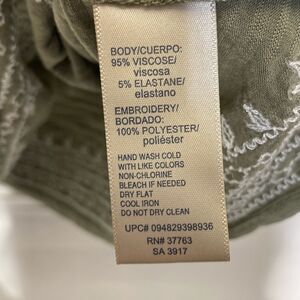 BODY/CUERPO:
95% VISCOSE/
viscosa
5% ELASTANE/
elastano
EMBROIDERY/
BORDADO:
100% POLYESTER/
poliéster
HAND WASH COLD
WITH LIKE COLORS
NON-CHLORINE
BLEACH IF NEEDED
DRY FLAT
COOL IRON
DO NOT DRY CLEAN
UPC# 094829398936
RN# 37763
SA 3917